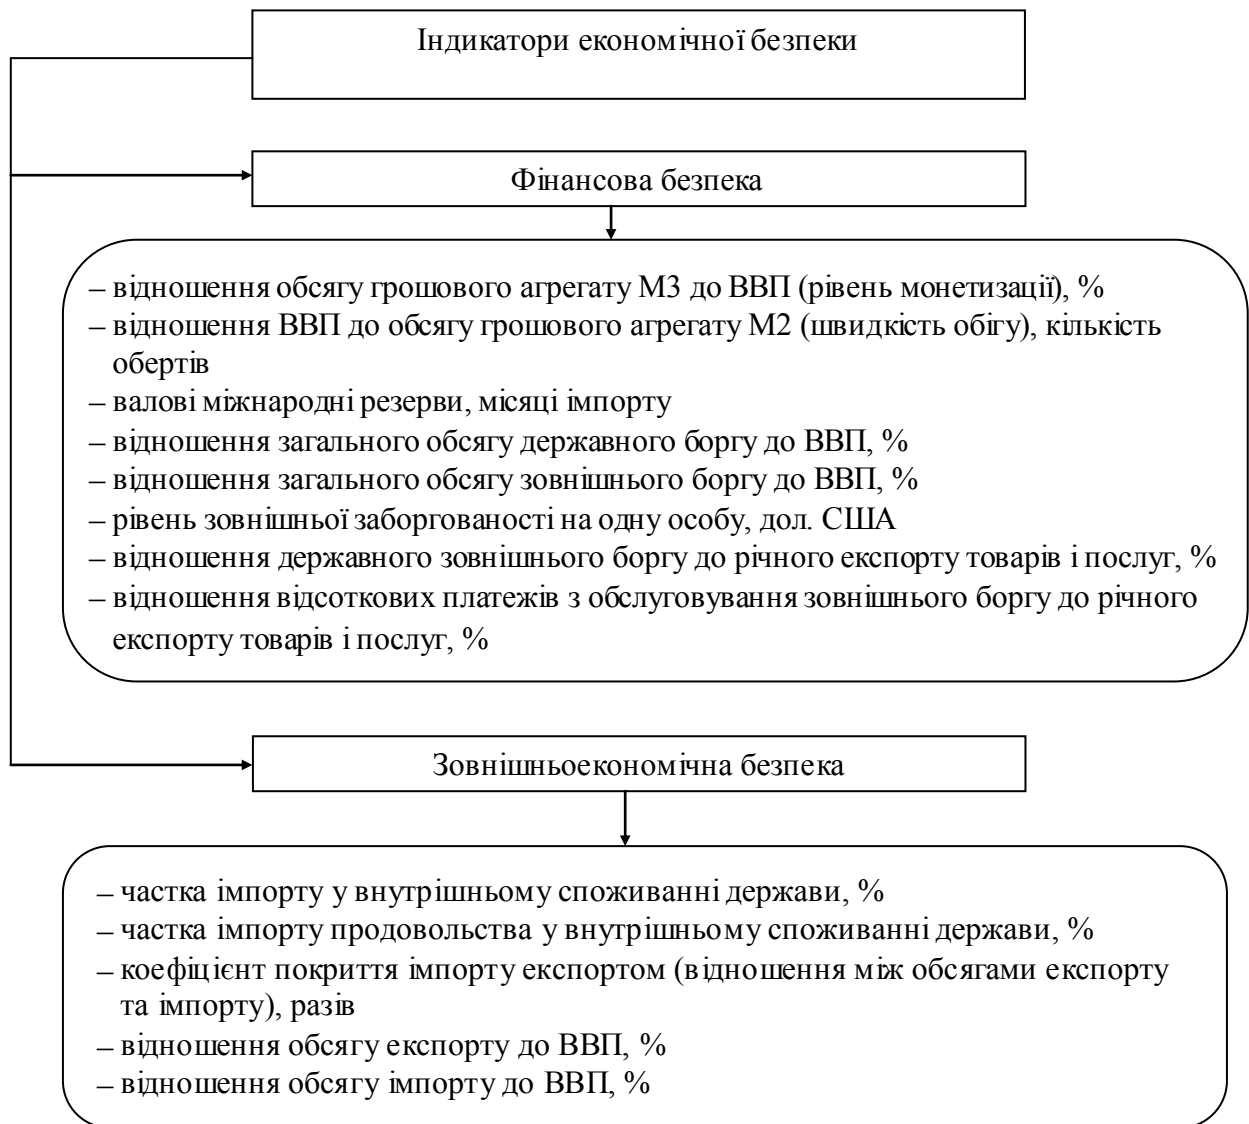 Індикатори економічної безпеки
Фінансова безпека
– відношення обсягу грошового агрегату М3 до ВВП (рівень монетизації), %
– відношення ВВП до обсягу грошового агрегату М2 (швидкість обігу), кількість
обертів
– валові міжнародні резерви, місяці імпорту
– відношення загального обсягу державного боргу до ВВП, %
– відношення загального обсягу зовнішнього боргу до ВВП, %
– рівень зовнішньої заборгованості на одну особу, дол. США
– відношення державного зовнішнього боргу до річного експорту товарів і послуг, %
– відношення відсоткових платежів з обслуговування зовнішнього боргу до річного
експорту товарів і послуг, %
Зовнішньоекономічна безпека
– частка імпорту у внутрішньому споживанні держави, %
– частка імпорту продовольства у внутрішньому споживанні держави, %
– коефіцієнт покриття імпорту експортом (відношення між обсягами експорту
та імпорту), разів
– відношення обсягу експорту до ВВП, %
– відношення обсягу імпорту до ВВП, %